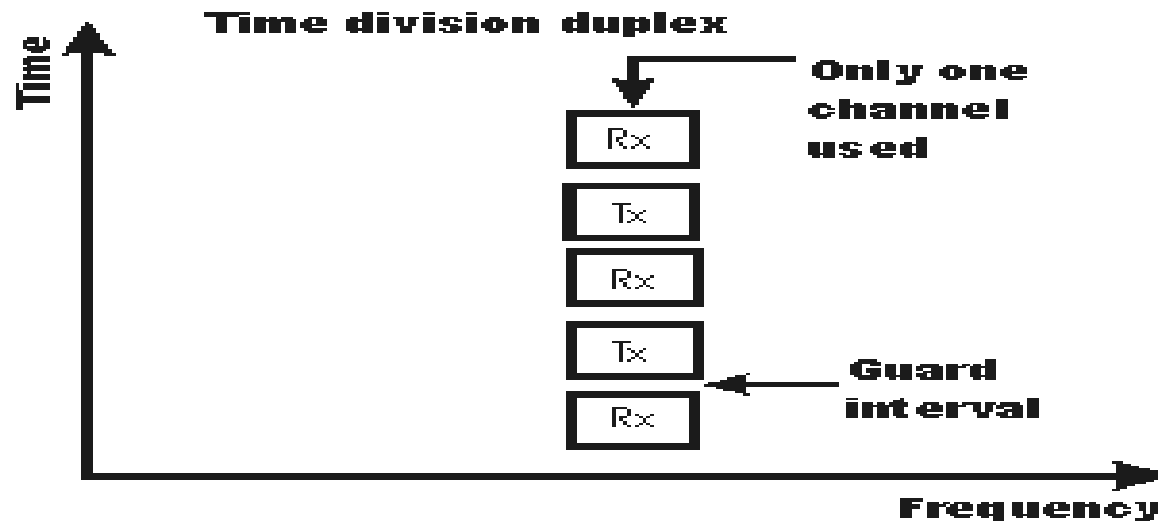 Time division duplex
Time
Only one
channel
used
Rx
Tx
Rx
Tx
Guard
interval
Rx
Frequency